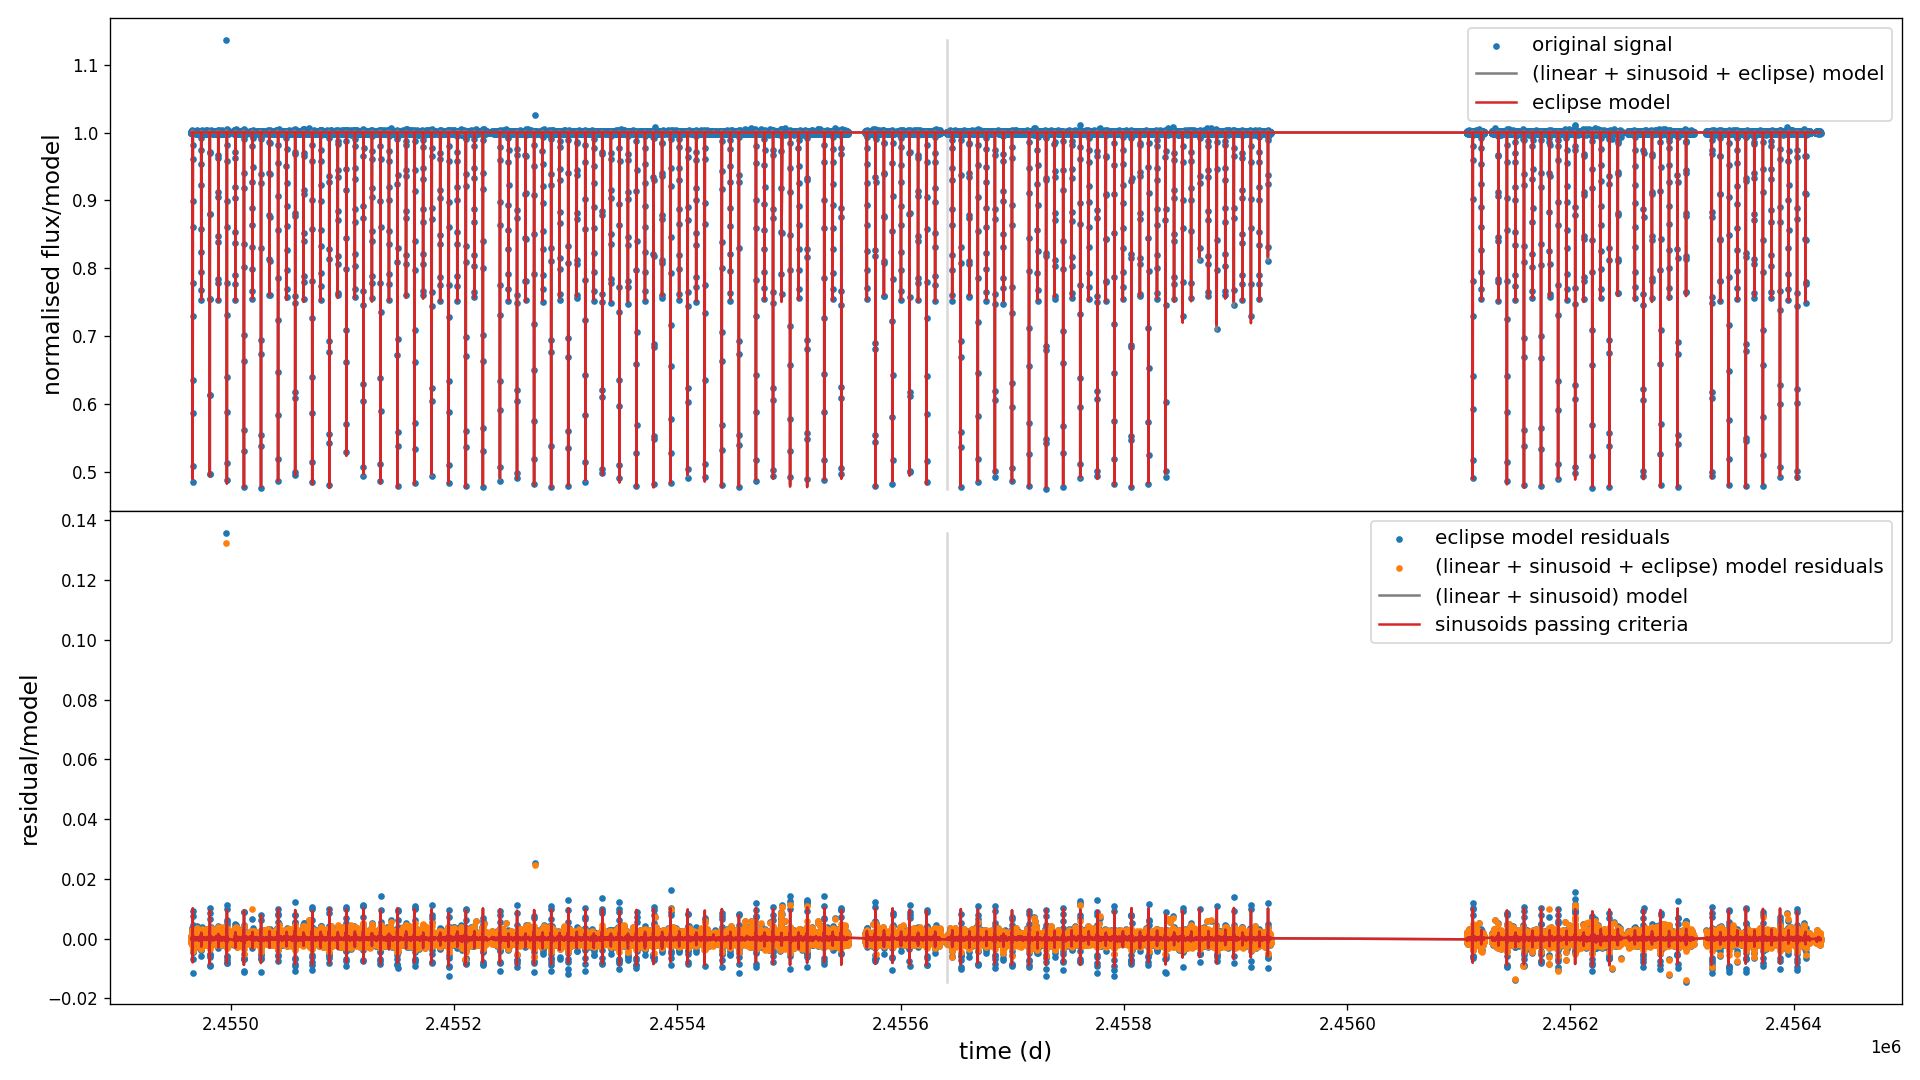 original signal
(linear + sinusoid + eclipse) model
eclipse model
normalised flux/model
1.1
1.0
0.9
0.8
0.7
0.6
0.5
eclipse model residuals
(linear + sinusoid + eclipse) model residuals
(linear + sinusoid) model
sinusoids passing criteria
residual/model
0.14
0.12
0.10
0.08
0.06
0.04
0.02
0.00
−0.02
2.4550 2.4552 2.4554 2.4556 2.4558 2.4560 2.4562 2.4564
1e6
time (d)